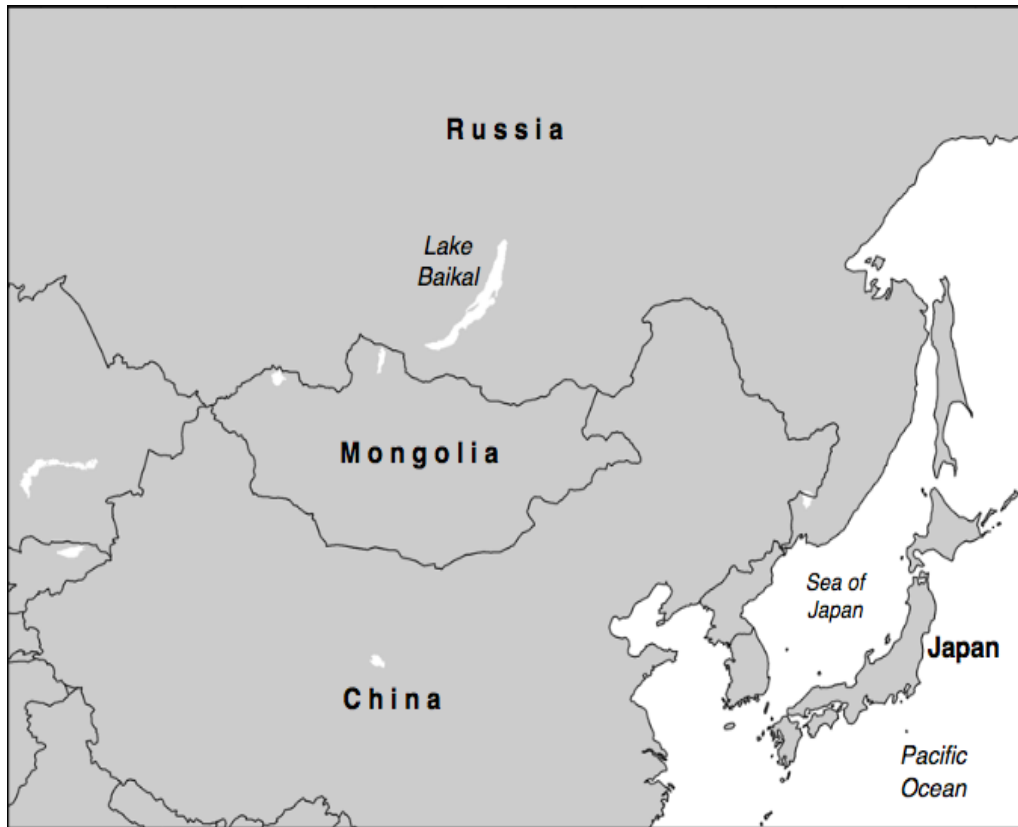 Russia
Lake
Baikal
Mongolia
Sea of
Japan
Japan
China
Pacific
Ocean